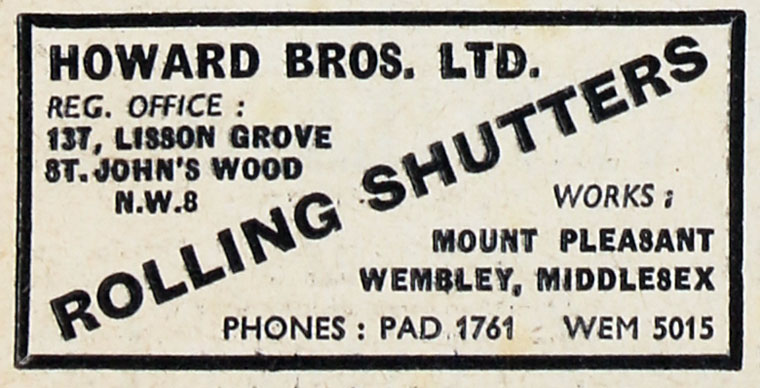 HOWARD BROS. LTD.
REG. OFFICE :
137, LISSON GROVE
ST. JOHN'S WOOD
N.W.8
ROLLING SHUTTERS
WORKS :
MOUNT PLEASANT
WEMBLEY, MIDDLESEX
PHONES : PAD 1761 WEM 5015